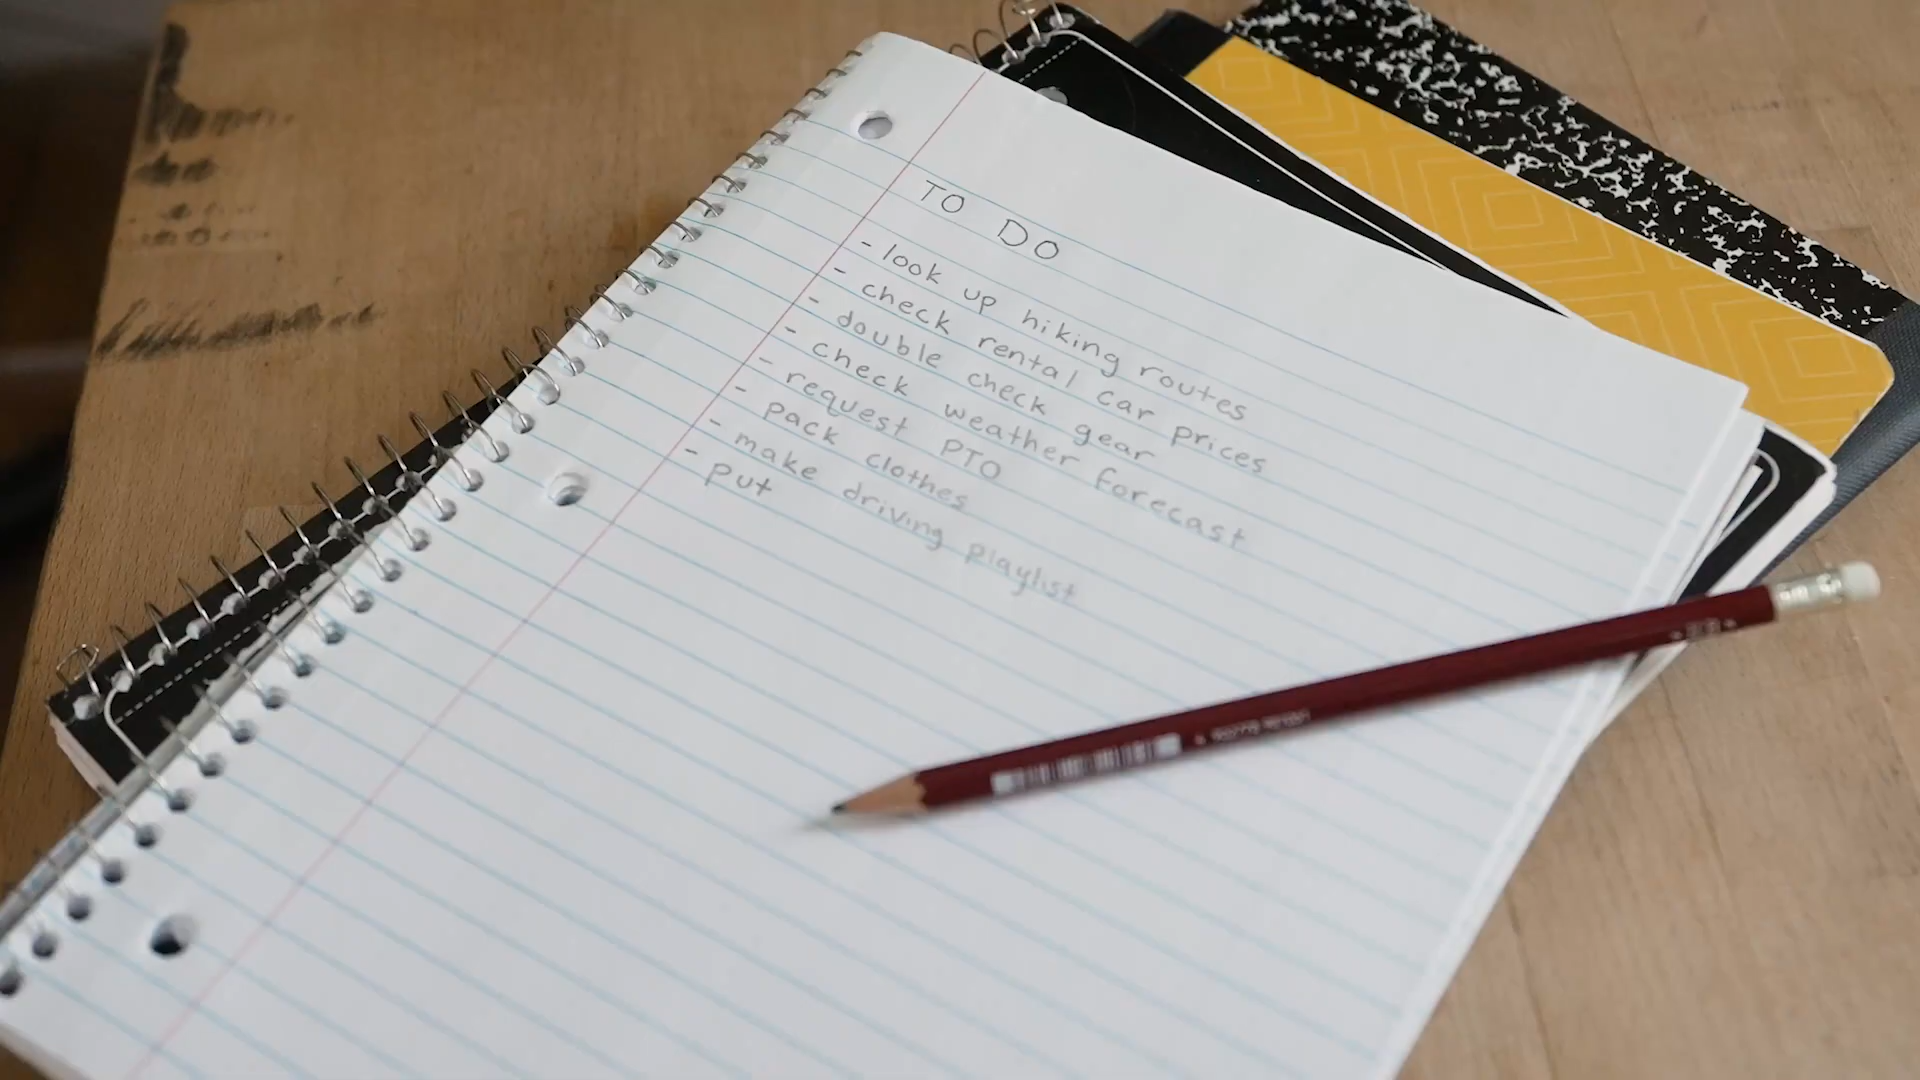 TO DO
- look up hiking routes
- check rental car prices
- double check gear
- check weather forecast
- request PTO
- pack clothes
- make driving playlist
- put